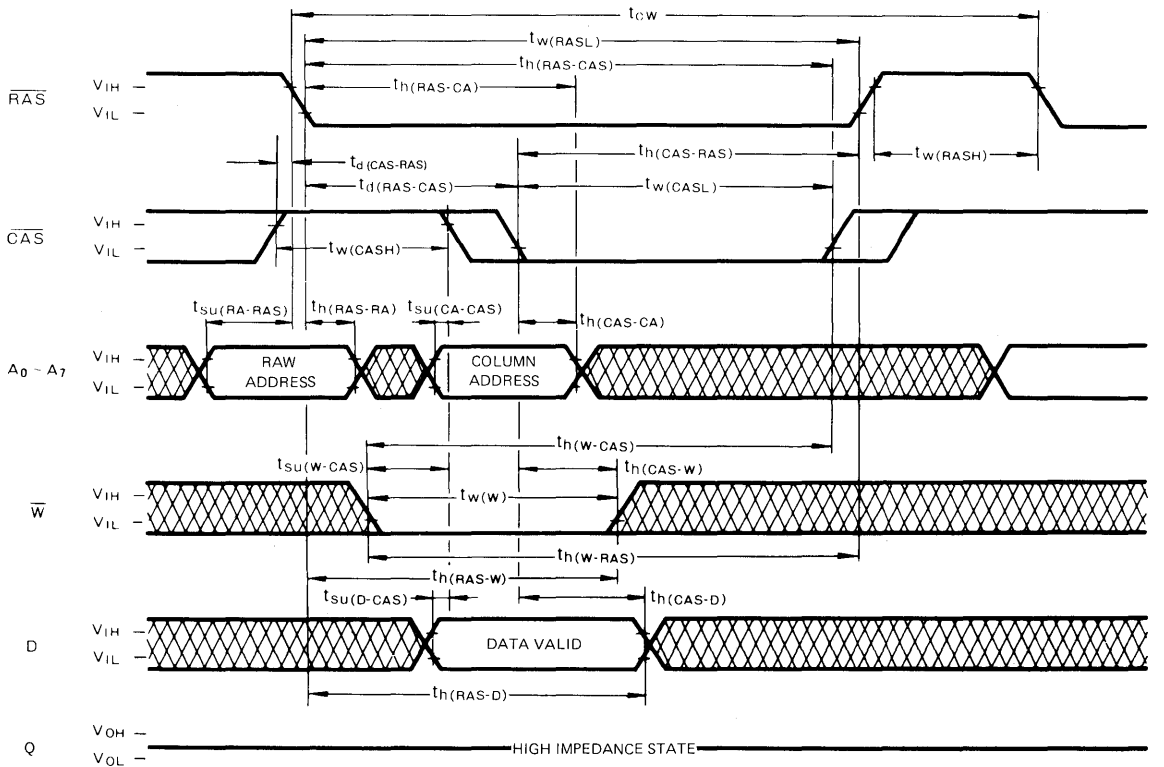 tCW
tw(RASL)
th(RAS-CAS)
th(RAS-CA)
RAS
VIH
VIL
td(CAS-RAS)
th(CAS-RAS)
tw(RASH)
td(RAS-CAS)
tw(CASL)
CAS
VIH
VIL
tw(CASH)
tsu(RA-RAS)
th(RAS-RA)
tsu(CA-CAS)
th(CAS-CA)
A0 ~ A7
VIH
VIL
RAW ADDRESS
COLUMN ADDRESS
th(W-CAS)
tsu(W-CAS)
th(CAS-W)
W
VIH
VIL
tw(W)
th(W-RAS)
th(RAS-W)
tsu(D-CAS)
th(CAS-D)
D
VIH
VIL
DATA VALID
th(RAS-D)
Q
VOH
VOL
HIGH IMPEDANCE STATE